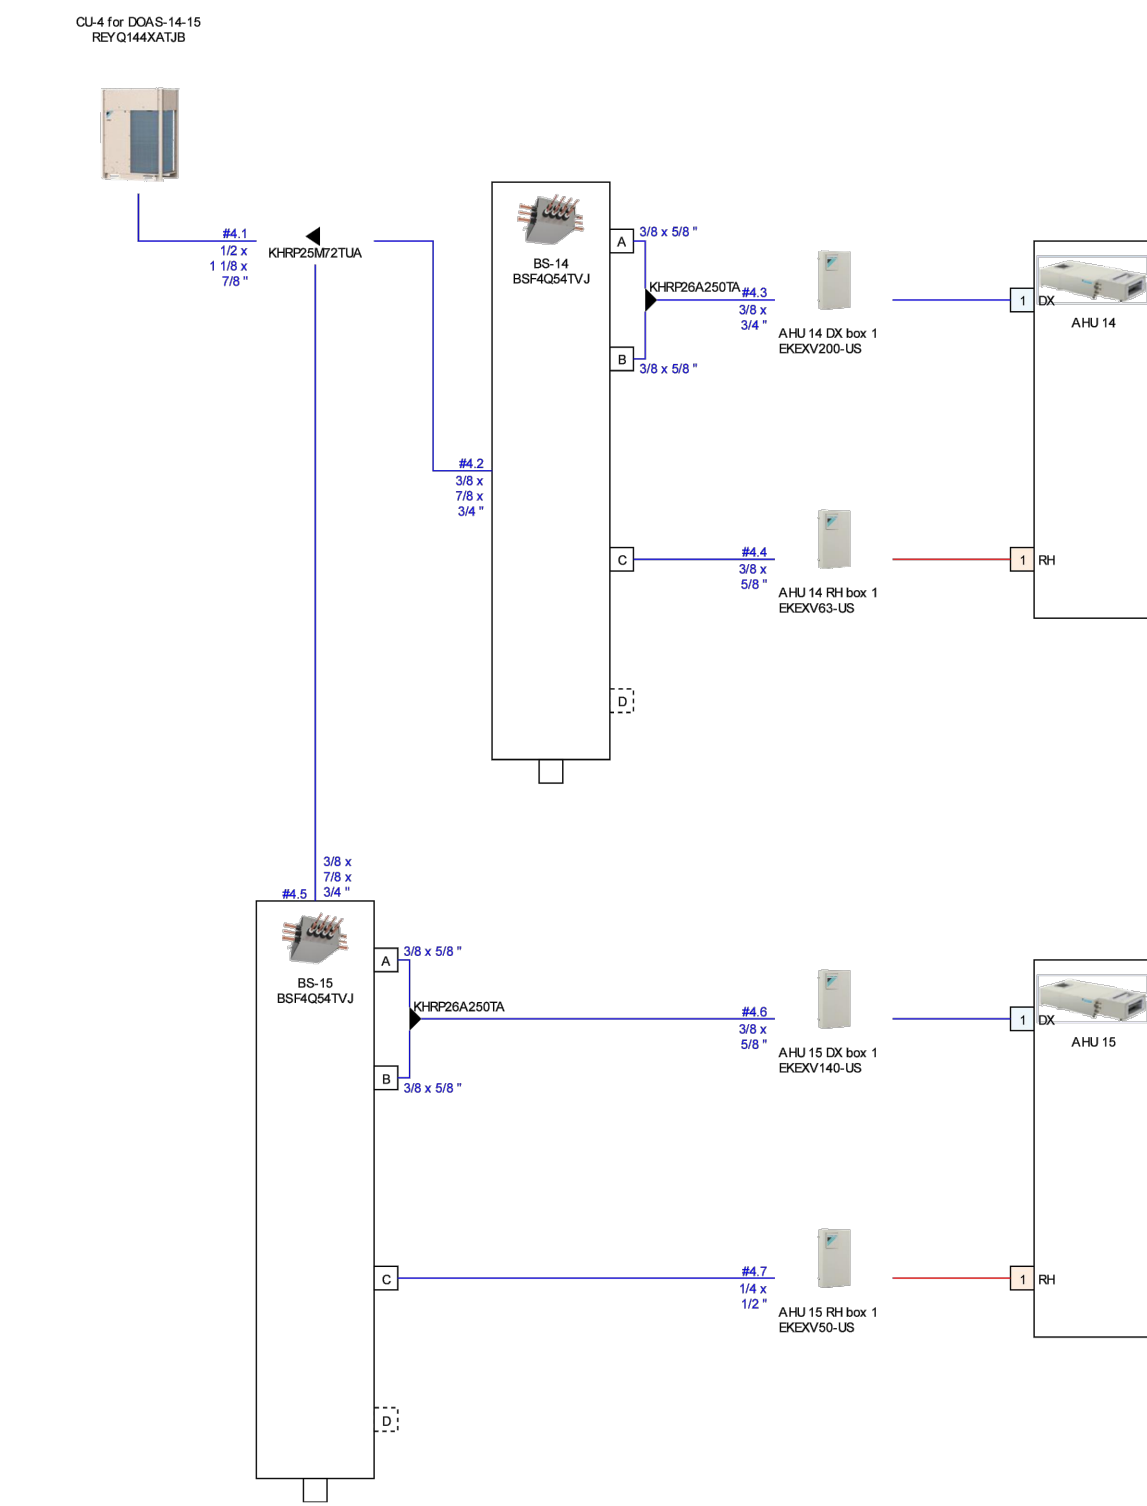 CU-4 for DOAS-14-15
REYQ144XATJB
#4.1
1/2 x
1 1/8 x
7/8 "
KHRP25M72TUA
BS-14
BSF4Q54TVJ
A
3/8 x 5/8 "
KHRP26A250TA
#4.3
3/8 x
3/4 "
B
3/8 x 5/8 "
AHU 14 DX box 1
EKEXV200-US
1
DX
AHU 14
#4.2
3/8 x
7/8 x
3/4 "
C
#4.4
3/8 x
5/8 "
AHU 14 RH box 1
EKEXV63-US
1
RH
D
3/8 x
7/8 x
3/4 "
#4.5
BS-15
BSF4Q54TVJ
A
3/8 x 5/8 "
KHRP26A250TA
#4.6
3/8 x
5/8 "
B
3/8 x 5/8 "
AHU 15 DX box 1
EKEXV140-US
1
DX
AHU 15
C
#4.7
1/4 x
1/2 "
AHU 15 RH box 1
EKEXV50-US
1
RH
D